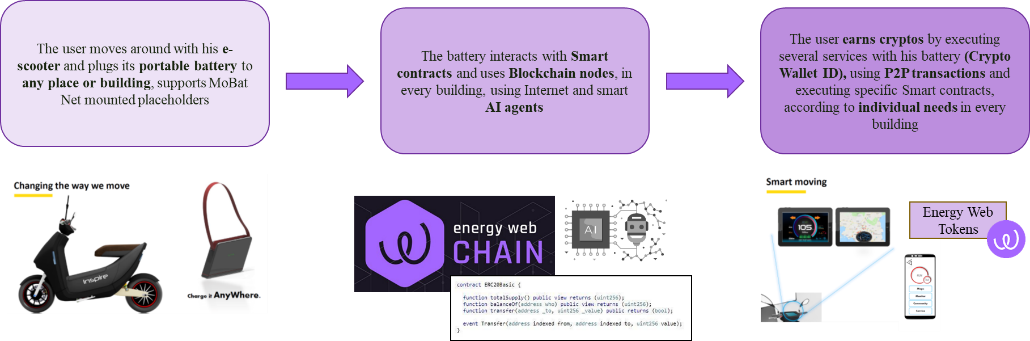 The user moves around with his e-
scooter and plugs its portable battery to
any place or building, supports MoBat
Net mounted placeholders
The battery interacts with Smart
contracts and uses Blockchain nodes, in
every building, using Internet and smart
AI agents
The user earns cryptos by executing
several services with his battery (Crypto
Wallet ID), using P2P transactions and
executing specific Smart contracts,
according to individual needs in every
building
Changing the way we move
inspire
Charge it AnyWhere.
energy web
CHAIN
AI
contract ERC20Basic {
function totalSupply() public view returns (uint256);
function balanceOf(address who) public view returns (uint256);
function transfer(address _to, uint256 _value) public returns (bool);
event Transfer(address indexed from, address indexed to, uint256 value);
}
Smart moving
105
Energy Web
Tokens